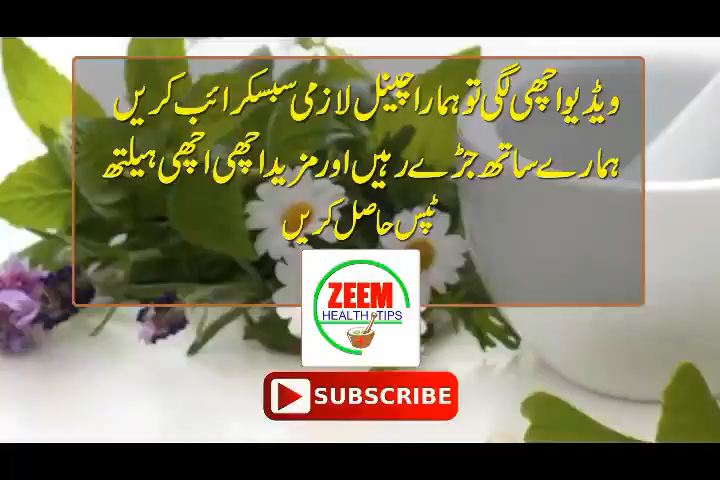 ویڈیو اچھی لگی تو ہمارا چینل لازمی سبسکرائب کریں
ہمارے ساتھ جڑے رہیں اور مزید اچھی اچھی ہیلتھ
ٹپس حاصل کریں
ZEEM
HEALTH TIPS
SUBSCRIBE